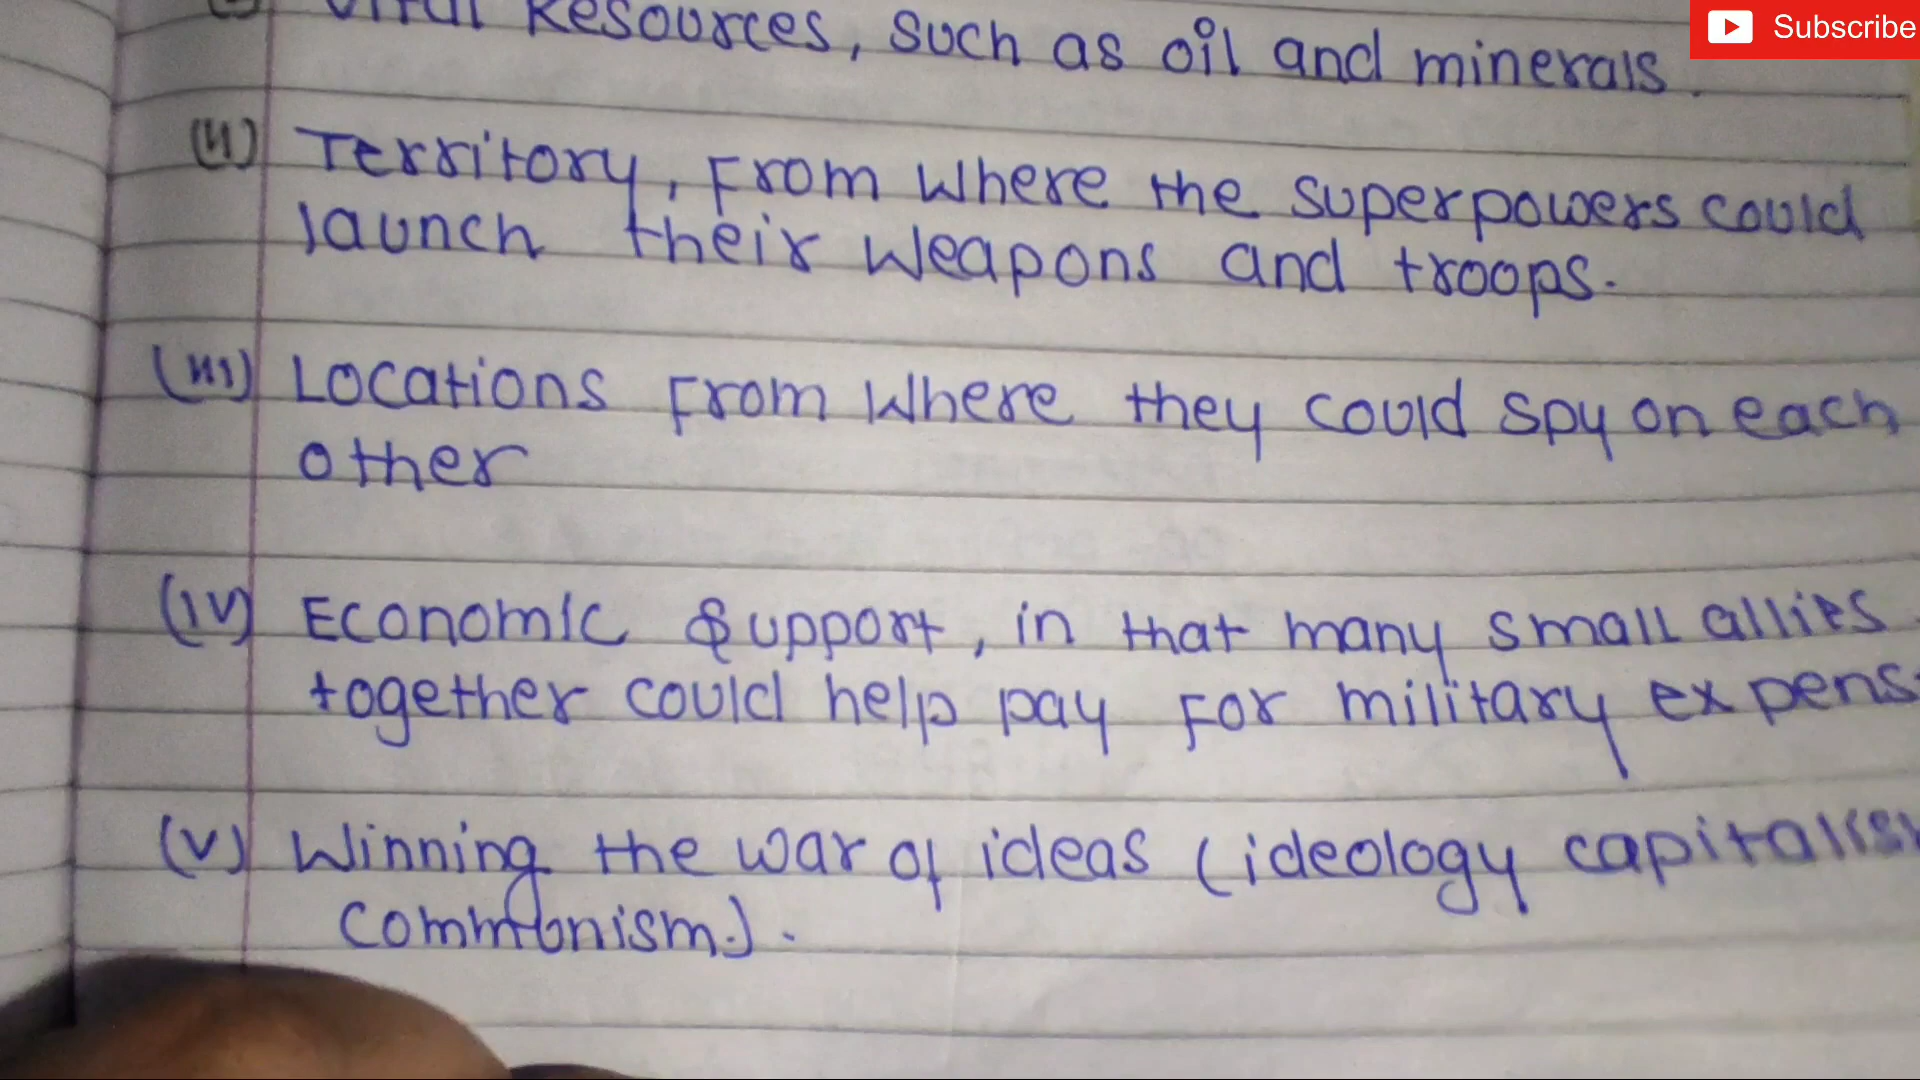 Vital Resources, such as oil and minerals.
Subscribe
(ii) Territory, From where the superpowers could
launch their weapons and troops.
(iii) Locations From where they could spy on each
other
(iv) Economic Support, in that many small allies
together could help pay For military expens
(v) Winning the war of ideas (ideology capitalism
Communism.).